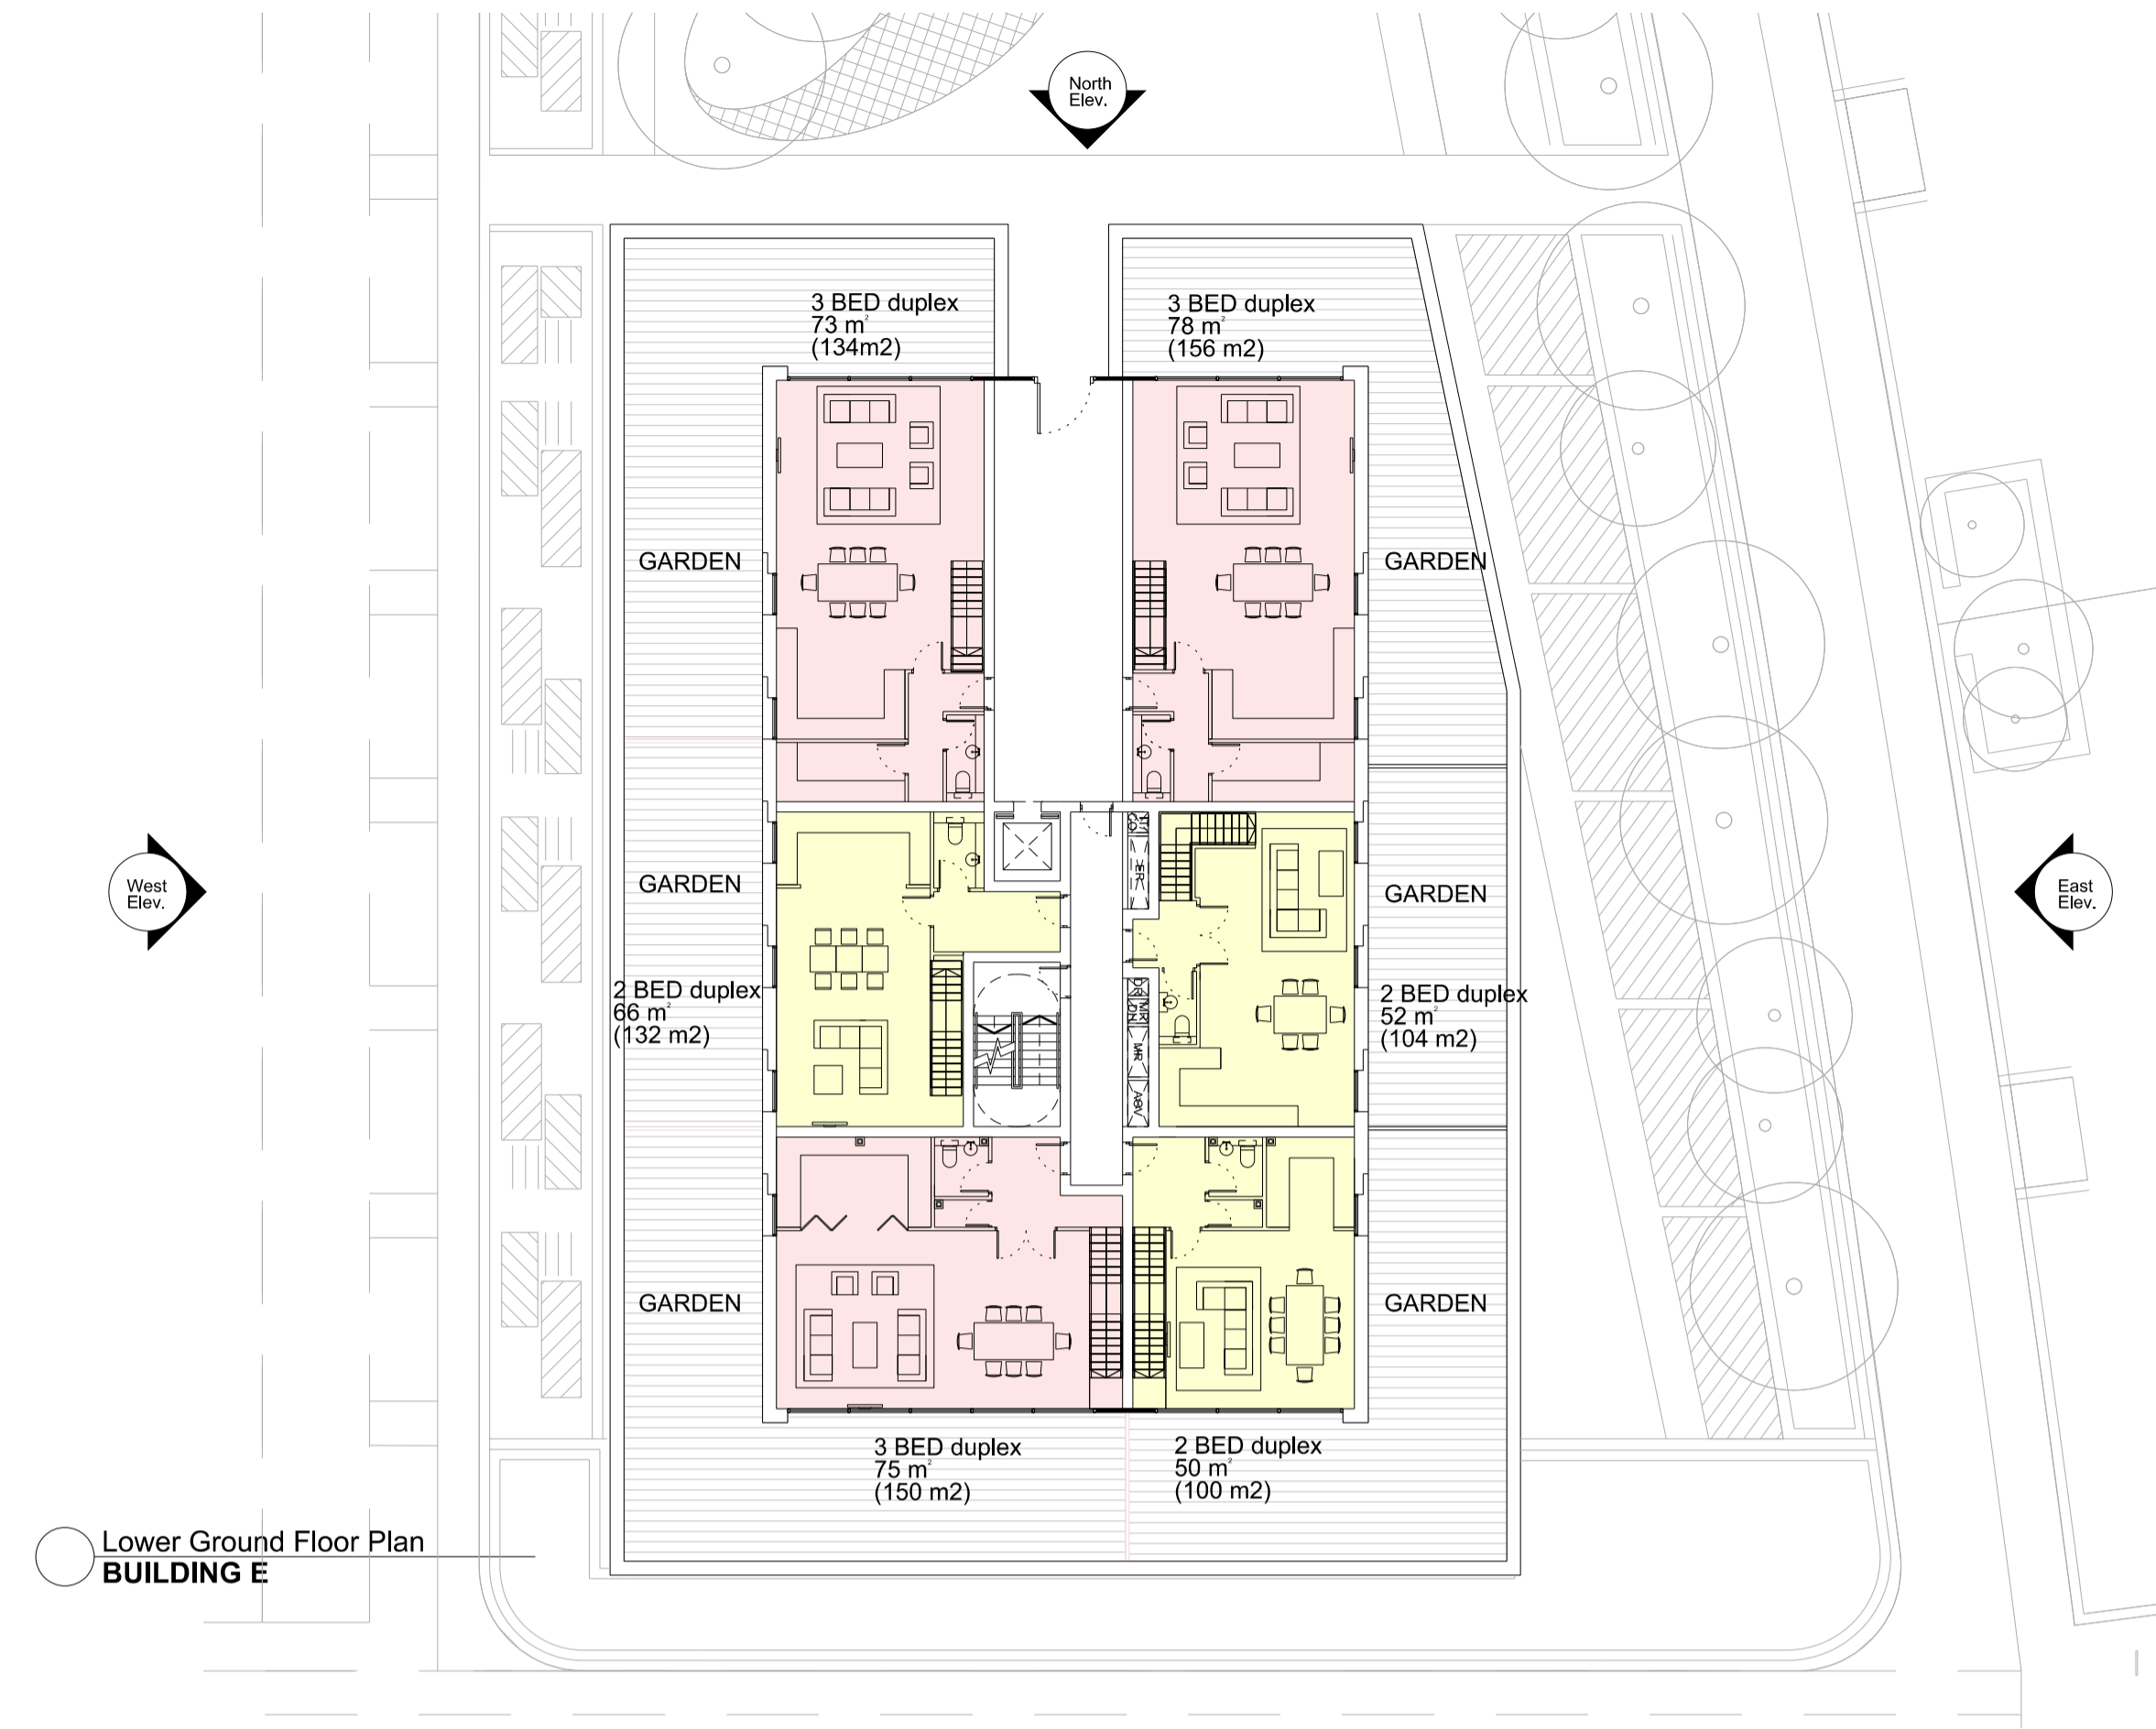 North
Elev.
3 BED duplex
73 m²
(134m2)
3 BED duplex
78 m²
(156 m2)
GARDEN
GARDEN
ER
West
Elev.
GARDEN
GARDEN
East
Elev.
2 BED duplex
66 m²
(132 m2)
MR
AOV
2 BED duplex
52 m²
(104 m2)
GARDEN
GARDEN
3 BED duplex
75 m²
(150 m2)
2 BED duplex
50 m²
(100 m2)
Lower Ground Floor Plan
BUILDING E